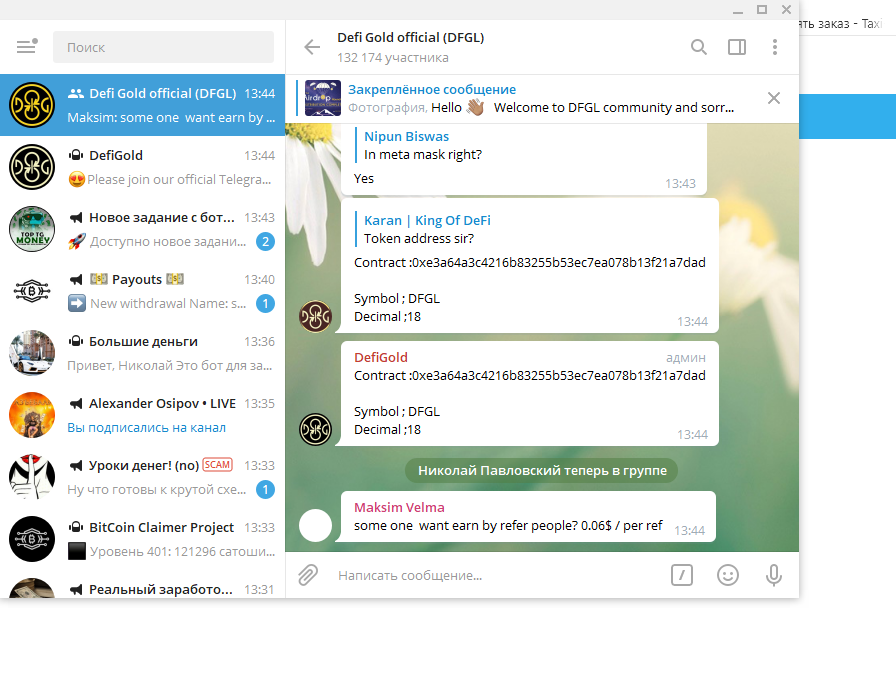 ять заказ - Тахi
Поиск
Defi Gold official (DFGL) 13:44
Maksim: some one want earn by ...
DefiGold 13:44
😍Please join our official Telegra...
Новое задание с бот... 13:43
🚀 Доступно новое задани... 2
💵 Payouts 💵 13:40
➡️ New withdrawal Name: s... 1
Большие деньги 13:36
Привет, Николай Это бот для за...
Alexander Osipov • LIVE 13:35
Вы подписались на канал
Уроки денег! (no) SCAM 13:33
Ну что готовы к крутой схе... 1
BitCoin Claimer Project 13:33
⬛ Уровень 401: 121296 сатоши...
Реальный заработо... 13:31
TOP TG
MONEY
Defi Gold official (DFGL)
132 174 участника
Закреплённое сообщение
Фотография, Hello 👋🏽 Welcome to DFGL community and sorr...
Airdrop
Nipun Biswas
In meta mask right?
Yes
13:43
Karan | King Of DeFi
Token address sir?
Contract :0xe3a64a3c4216b83255b53ec7ea078b13f21a7dad
Symbol ; DFGL
Decimal ;18
13:44
DefiGold админ
Contract :0xe3a64a3c4216b83255b53ec7ea078b13f21a7dad
Symbol ; DFGL
Decimal ;18
13:44
Николай Павловский теперь в группе
Maksim Velma
some one want earn by refer people? 0.06$ / per ref 13:44
Написать сообщение...